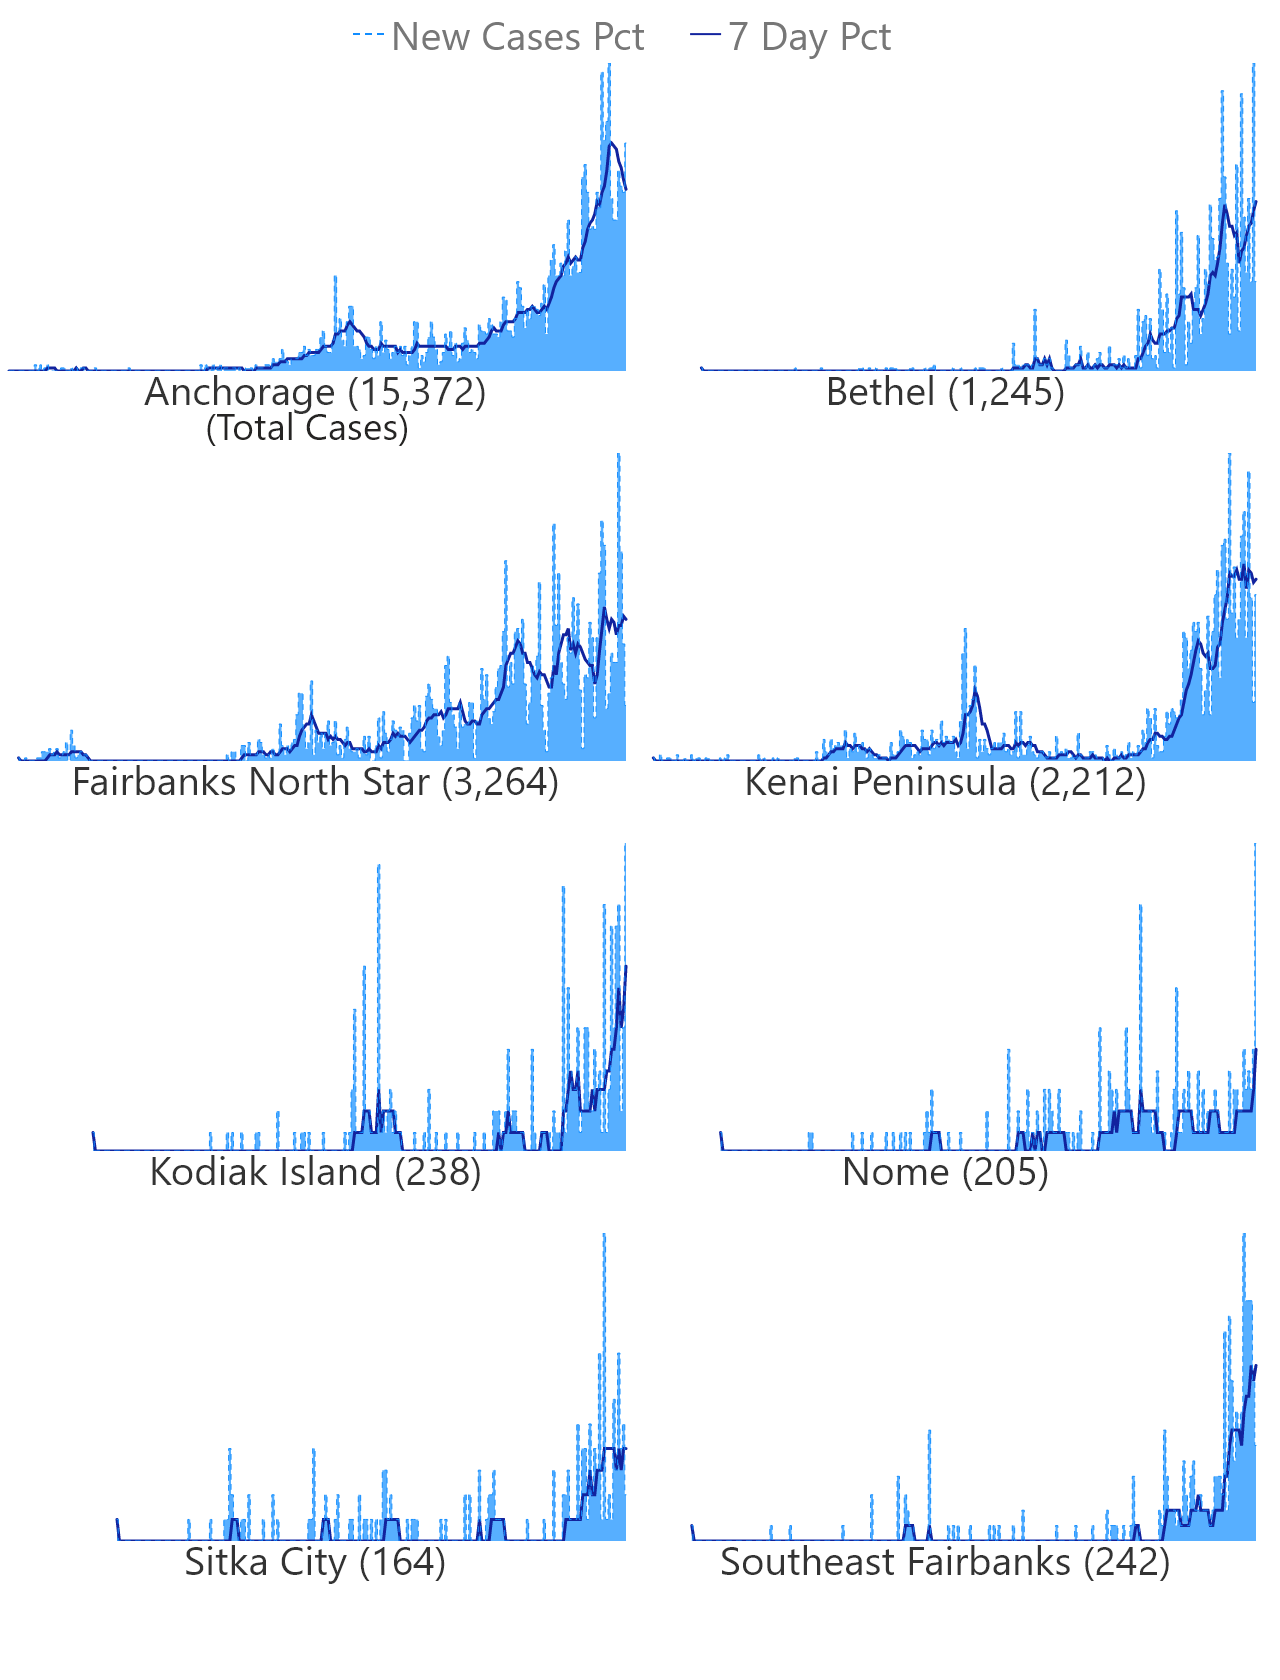 New Cases Pct 7 Day Pct
Anchorage (15,372)
(Total Cases)
Bethel (1,245)
Fairbanks North Star (3,264)
Kenai Peninsula (2,212)
Kodiak Island (238)
Nome (205)
Sitka City (164)
Southeast Fairbanks (242)